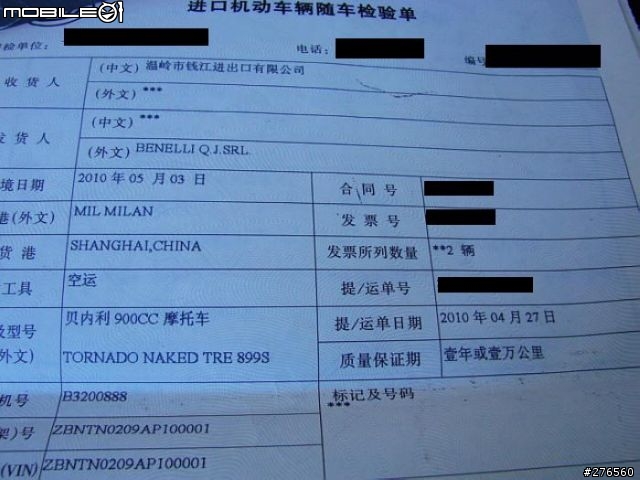 MOBILE01
进口机动车辆随车检验单
检单位:
电话:
编号
收货人
(中文) 温岭市钱江进出口有限公司
(外文) ***
发货人
(中文) ***
(外文) BENELLI Q.J.SRL
境日期
2010 年 05 月 03 日
合同号
港(外文)
MIL MILAN
发票号
货港
SHANGHAI,CHINA
发票所列数量
**2 辆
工具
空运
提/运单号
及型号
贝内利 900CC 摩托车
提/运单日期
2010 年 04 月 27 日
外文)
TORNADO NAKED TRE 899S
质量保证期
壹年或壹万公里
机号
B3200888
标记及号码
***
架)号
ZBNTN0209AP100001
(VIN)
ZBNTN0209AP100001
#276560